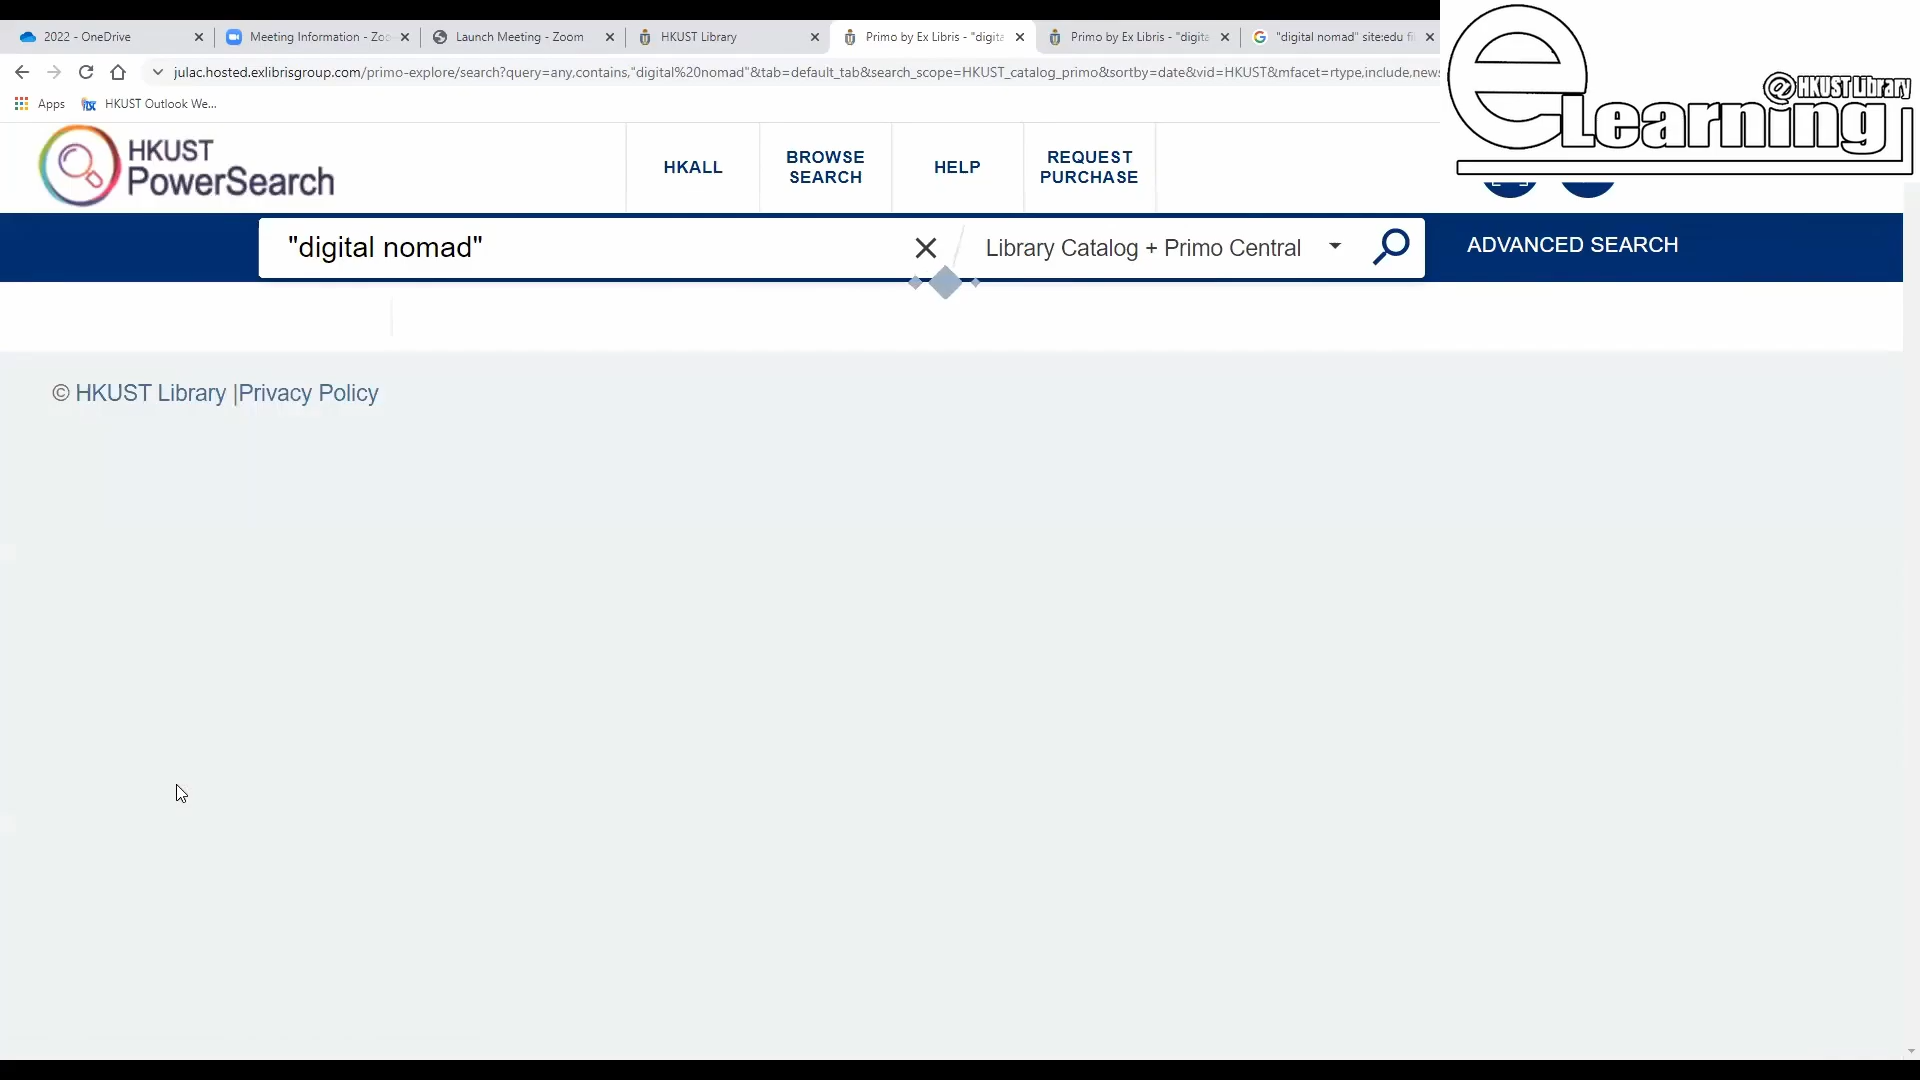 2022 - OneDrive
Meeting Information - Zoo
Launch Meeting - Zoom
HKUST Library
Primo by Ex Libris - "digita
Primo by Ex Libris - "digita
"digital nomad" site:edu fi
julac.hosted.exlibrisgroup.com/primo-explore/search?query=any,contains,"digital%20nomad"&tab=default_tab&search_scope=HKUST_catalog_primo&sortby=date&vid=HKUST&mfacet=rtype,include,news
Apps
HKUST Outlook We...
eLearning
@HKUST Library
HKUST
PowerSearch
HKALL
BROWSE
SEARCH
HELP
REQUEST
PURCHASE
"digital nomad"
Library Catalog + Primo Central
ADVANCED SEARCH
© HKUST Library |Privacy Policy